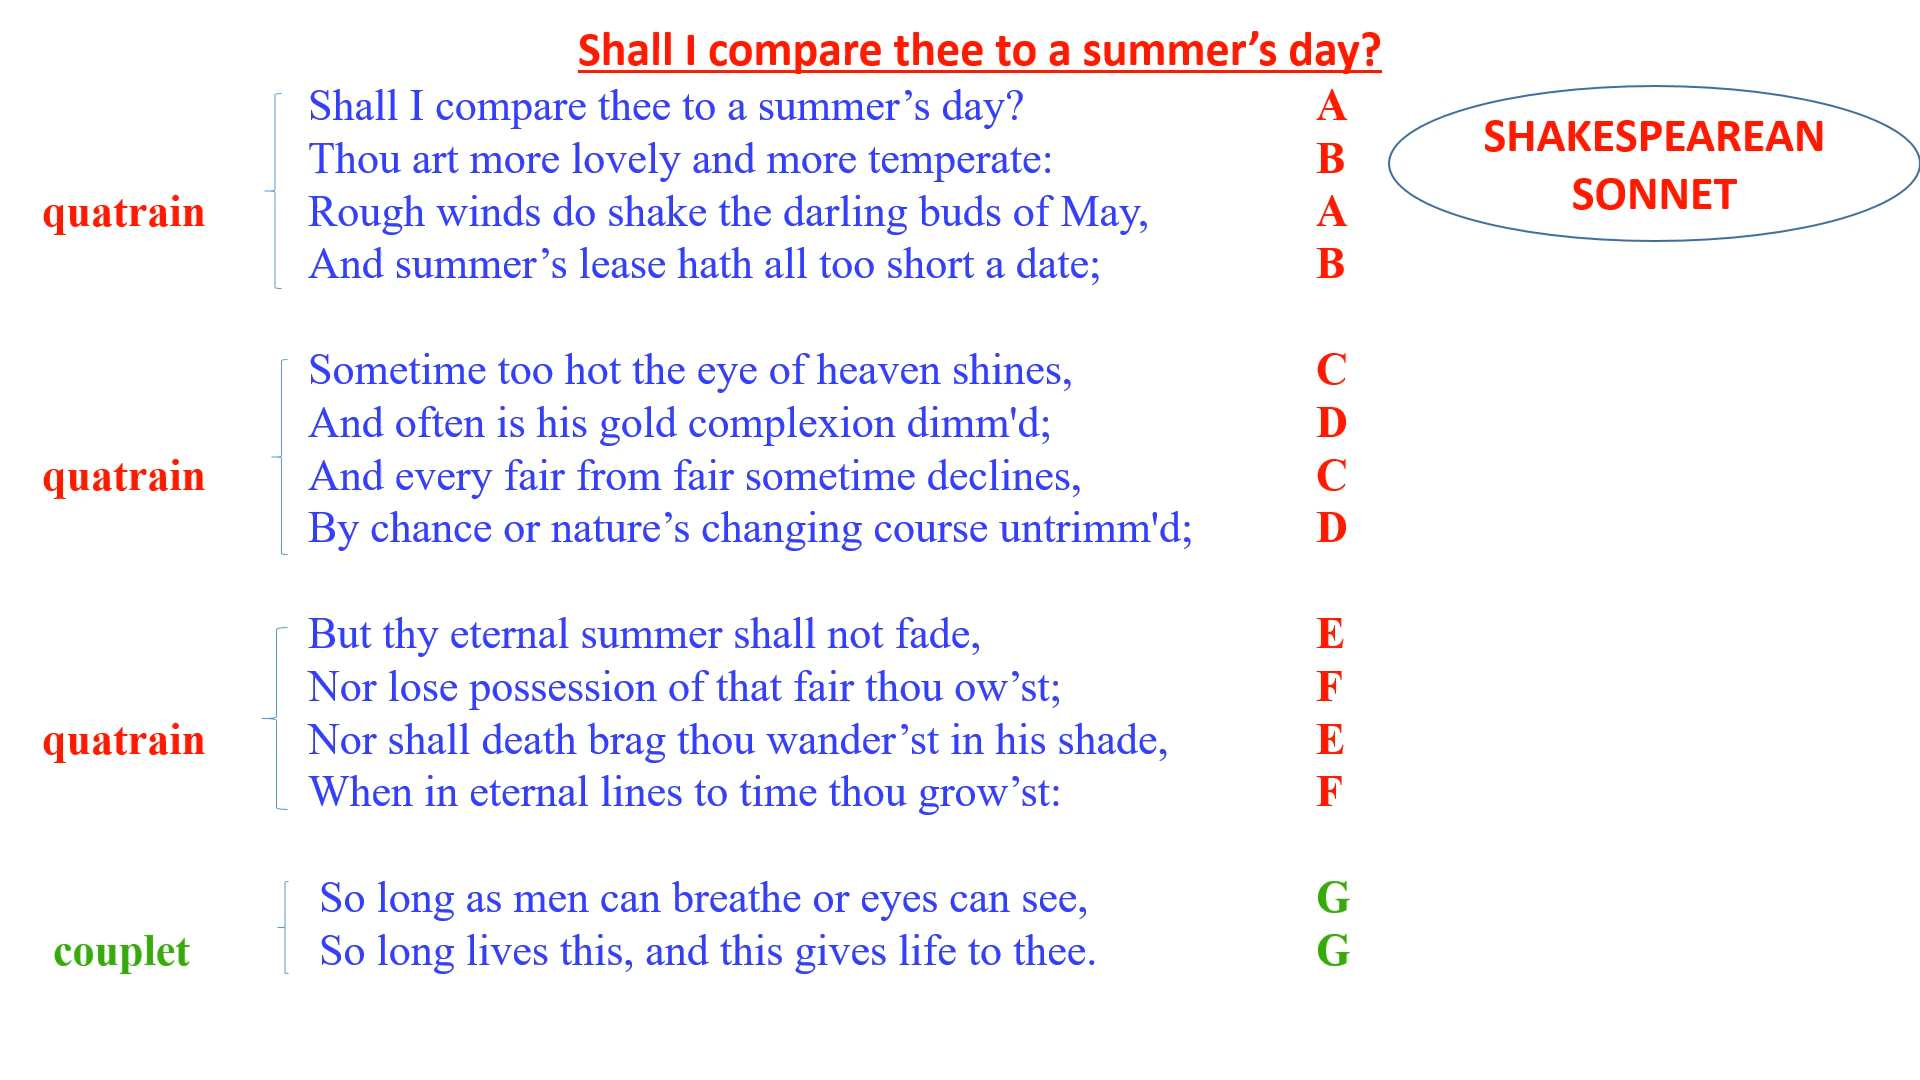 Shall I compare thee to a summer’s day?
Shall I compare thee to a summer’s day? A
Thou art more lovely and more temperate: B
quatrain Rough winds do shake the darling buds of May, A
And summer’s lease hath all too short a date; B
SHAKESPEAREAN
SONNET
Sometime too hot the eye of heaven shines, C
And often is his gold complexion dimm'd; D
quatrain And every fair from fair sometime declines, C
By chance or nature’s changing course untrimm'd; D
But thy eternal summer shall not fade, E
Nor lose possession of that fair thou ow’st; F
quatrain Nor shall death brag thou wander’st in his shade, E
When in eternal lines to time thou grow’st: F
So long as men can breathe or eyes can see, G
couplet So long lives this, and this gives life to thee. G